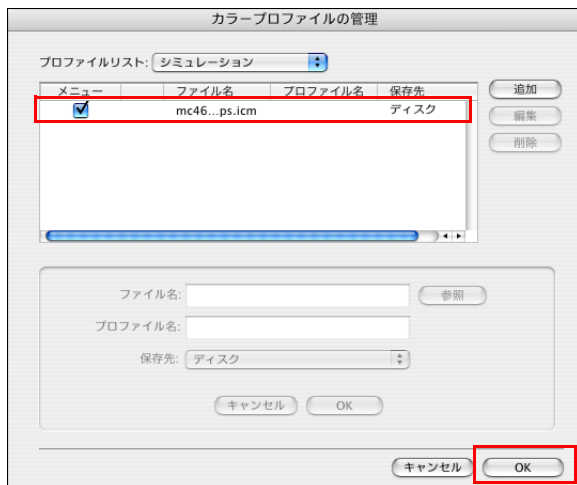 カラープロファイルの管理
プロファイルリスト: シミュレーション
メニュー ファイル名 プロファイル名 保存先
mc46...ps.icm ディスク
追加
編集
削除
ファイル名: 参照
プロファイル名:
保存先: ディスク
キャンセル OK
キャンセル OK